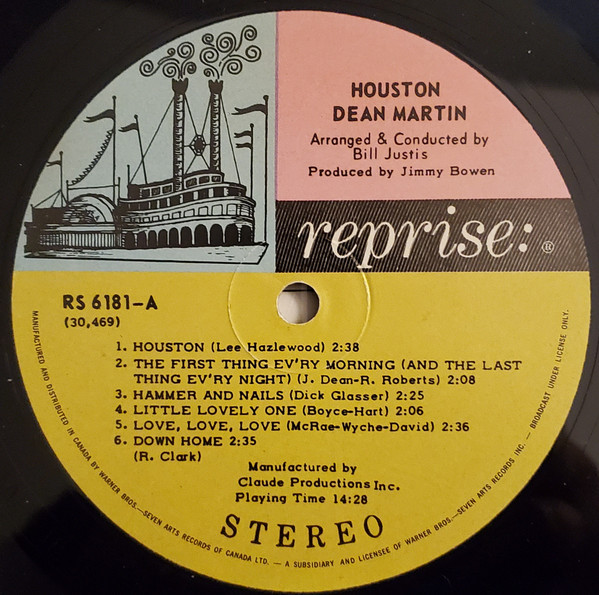 HOUSTON
DEAN MARTIN
Arranged & Conducted by
Bill Justis
Produced by Jimmy Bowen
reprise: ®
RS 6181-A
(30,469)
1. HOUSTON (Lee Hazlewood) 2:38
2. THE FIRST THING EV'RY MORNING (AND THE LAST
THING EV'RY NIGHT) (J. Dean-R. Roberts) 2:08
3. HAMMER AND NAILS (Dick Glasser) 2:25
4. LITTLE LOVELY ONE (Boyce-Hart) 2:06
5. LOVE, LOVE, LOVE (McRae-Wyche-David) 2:36
6. DOWN HOME 2:35
(R. Clark)
Manufactured by
Claude Productions Inc.
Playing Time 14:28
STEREO
MANUFACTURED AND DISTRIBUTED IN CANADA BY WARNER BROS.—SEVEN ARTS RECORDS OF CANADA LTD. — A SUBSIDIARY AND LICENSEE OF WARNER BROS.—SEVEN ARTS RECORDS INC. — BROADCAST UNDER LICENSE ONLY.